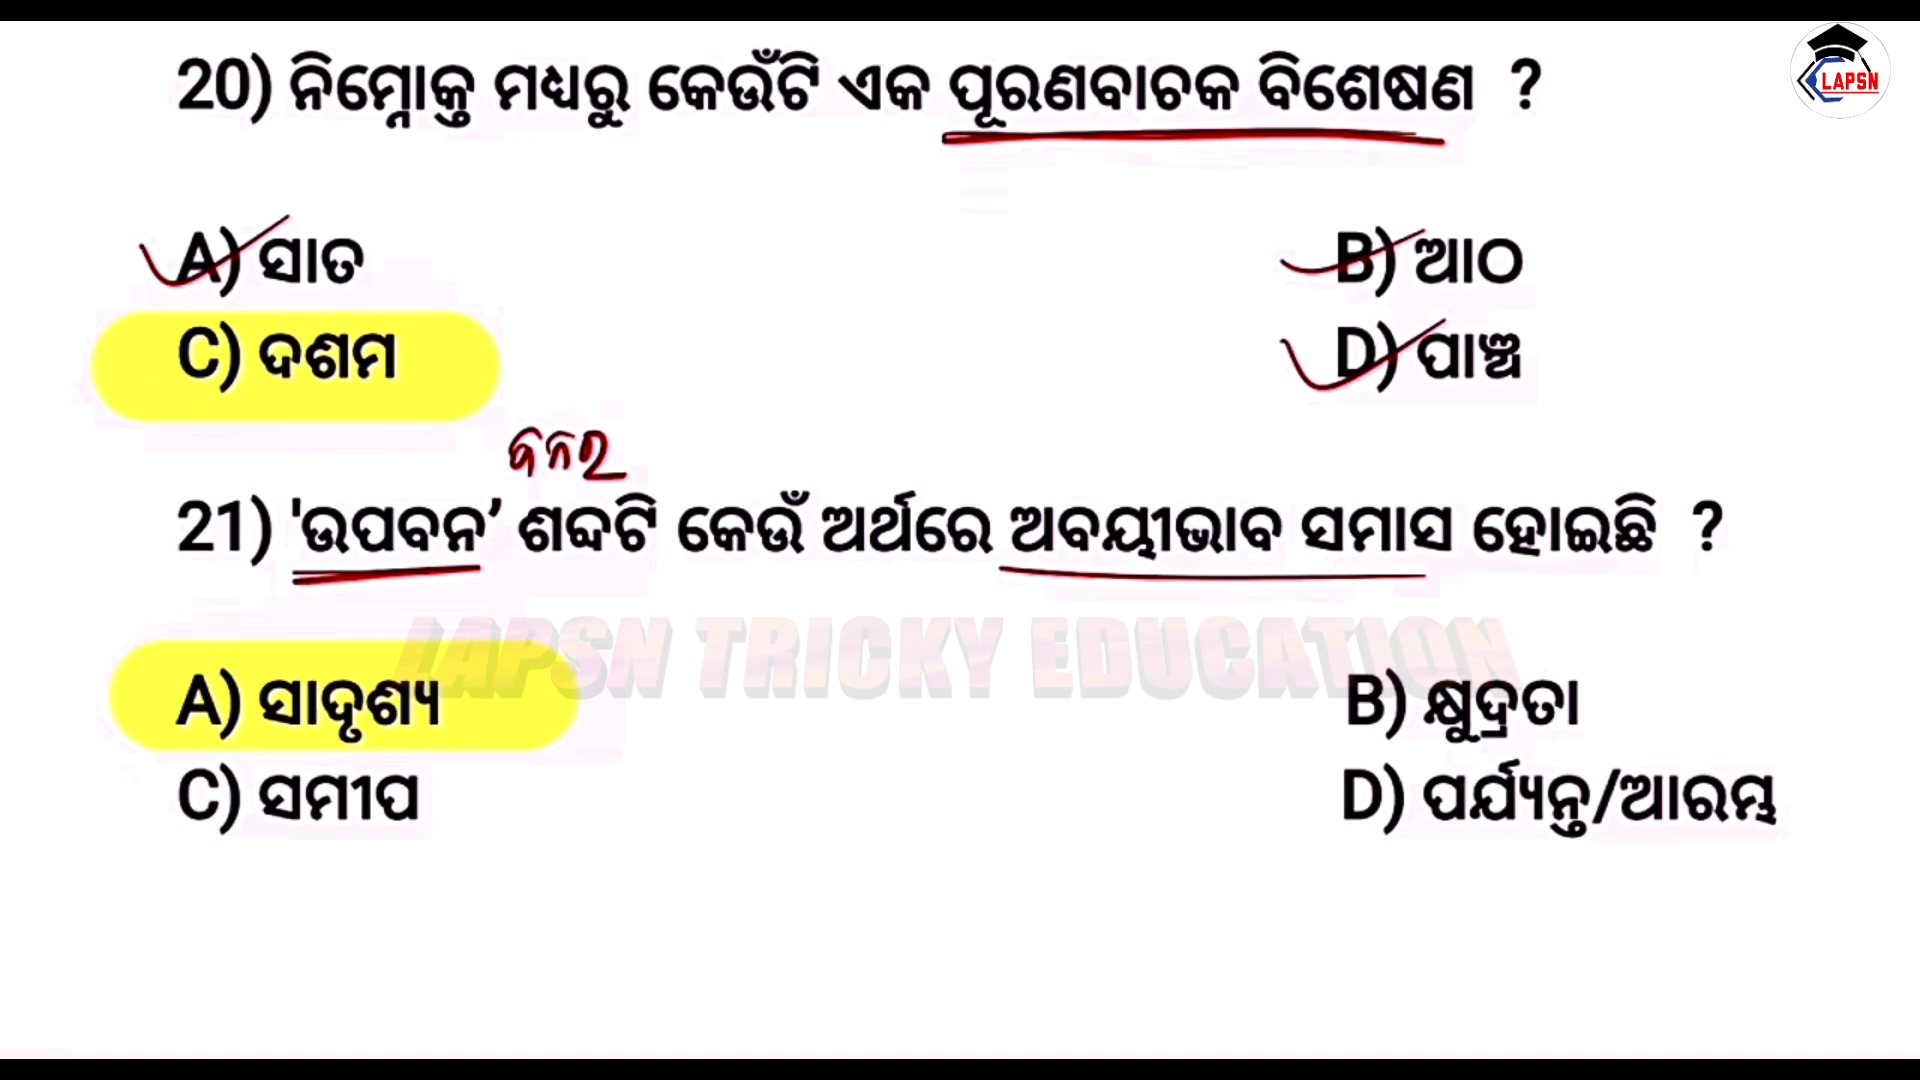 LAPSN
20) ନିମ୍ନୋକ୍ତ ମଧ୍ୟରୁ କେଉଁଟି ଏକ ପୂରଣବାଚକ ବିଶେଷଣ ?
A) ସାତ
B) ଆଠ
C) ଦଶମ
D) ପାଞ୍ଚ
ବନର
21) 'ଉପବନ’ ଶବ୍ଦଟି କେଉଁ ଅର୍ଥରେ ଅବ୍ୟୟୀଭାବ ସମାସ ହୋଇଛି ?
LAPSN TRICKY EDUCATION
A) ସାଦୃଶ୍ୟ
B) କ୍ଷୁଦ୍ରତା
C) ସମୀପ
D) ପର୍ଯ୍ୟନ୍ତ/ଆରମ୍ଭ